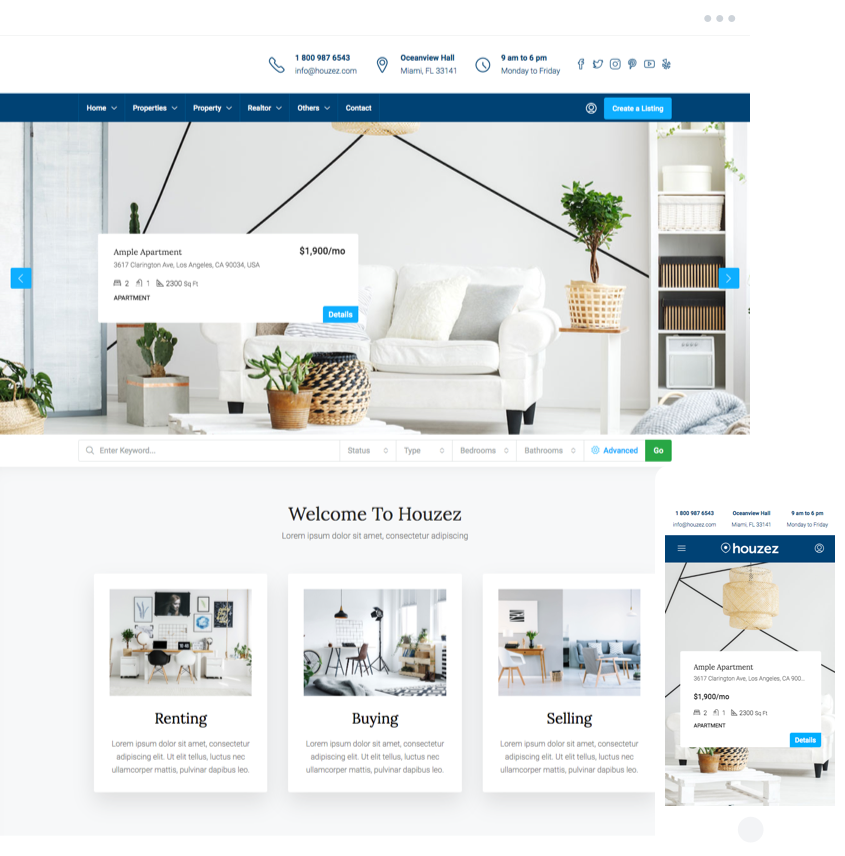 1 800 987 6543
info@houzez.com
Oceanview Hall
Miami, FL 33141
9 am to 6 pm
Monday to Friday
Home Properties Property Realtor Others Contact Create a Listing
Ample Apartment $1,900/mo
3617 Clarington Ave, Los Angeles, CA 90034, USA
2 1 2300 Sq Ft
APARTMENT
Details
Enter Keyword... Status Type Bedrooms Bathrooms Advanced Go
Welcome To Houzez
Lorem ipsum dolor sit amet, consectetur adipiscing
Renting
Lorem ipsum dolor sit amet, consectetur
adipiscing elit. Ut elit tellus, luctus nec
ullamcorper mattis, pulvinar dapibus leo.
Buying
Lorem ipsum dolor sit amet, consectetur
adipiscing elit. Ut elit tellus, luctus nec
ullamcorper mattis, pulvinar dapibus leo.
Selling
Lorem ipsum dolor sit amet, consectetur
adipiscing elit. Ut elit tellus, luctus nec
ullamcorper mattis, pulvinar dapibus leo.
1 800 987 6543
info@houzez.com
Oceanview Hall
Miami, FL 33141
9 am to 6 pm
Monday to Friday
houzez
Ample Apartment
3617 Clarington Ave, Los Angeles, CA 900...
$1,900/mo
2 1 2300 Sq Ft
APARTMENT
Details